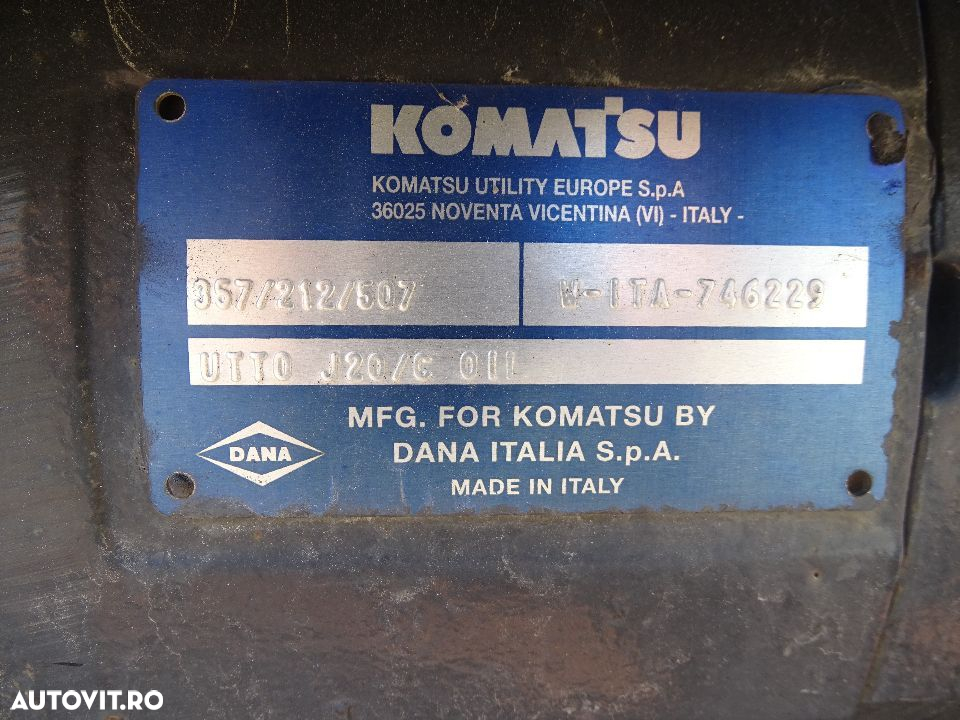 KOMATSU
KOMATSU UTILITY EUROPE S.p.A
36025 NOVENTA VICENTINA (VI) - ITALY -
357/212/507 W-ITA-746229
UTTO J20/C OIL
MFG. FOR KOMATSU BY
DANA DANA ITALIA S.p.A.
MADE IN ITALY
AUTOVIT.RO